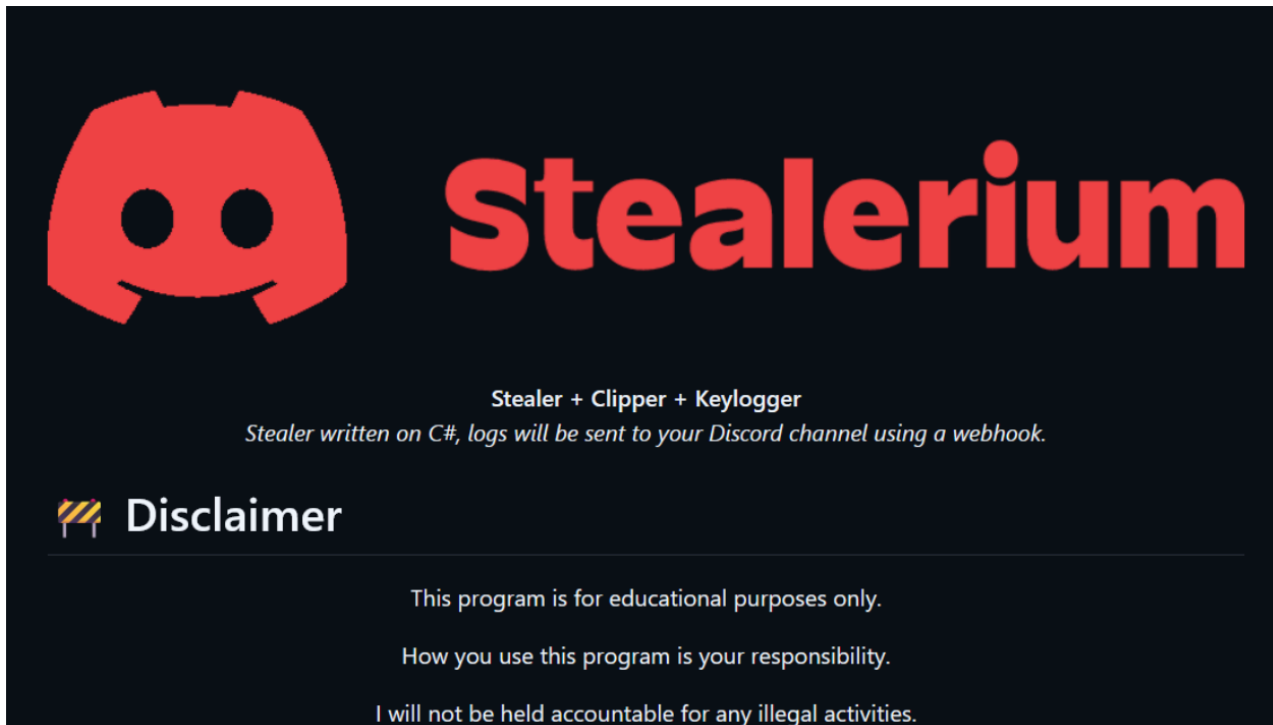 Stealerium
Stealer + Clipper + Keylogger
Stealer written on C#, logs will be sent to your Discord channel using a webhook.
🚧 Disclaimer
This program is for educational purposes only.
How you use this program is your responsibility.
I will not be held accountable for any illegal activities.